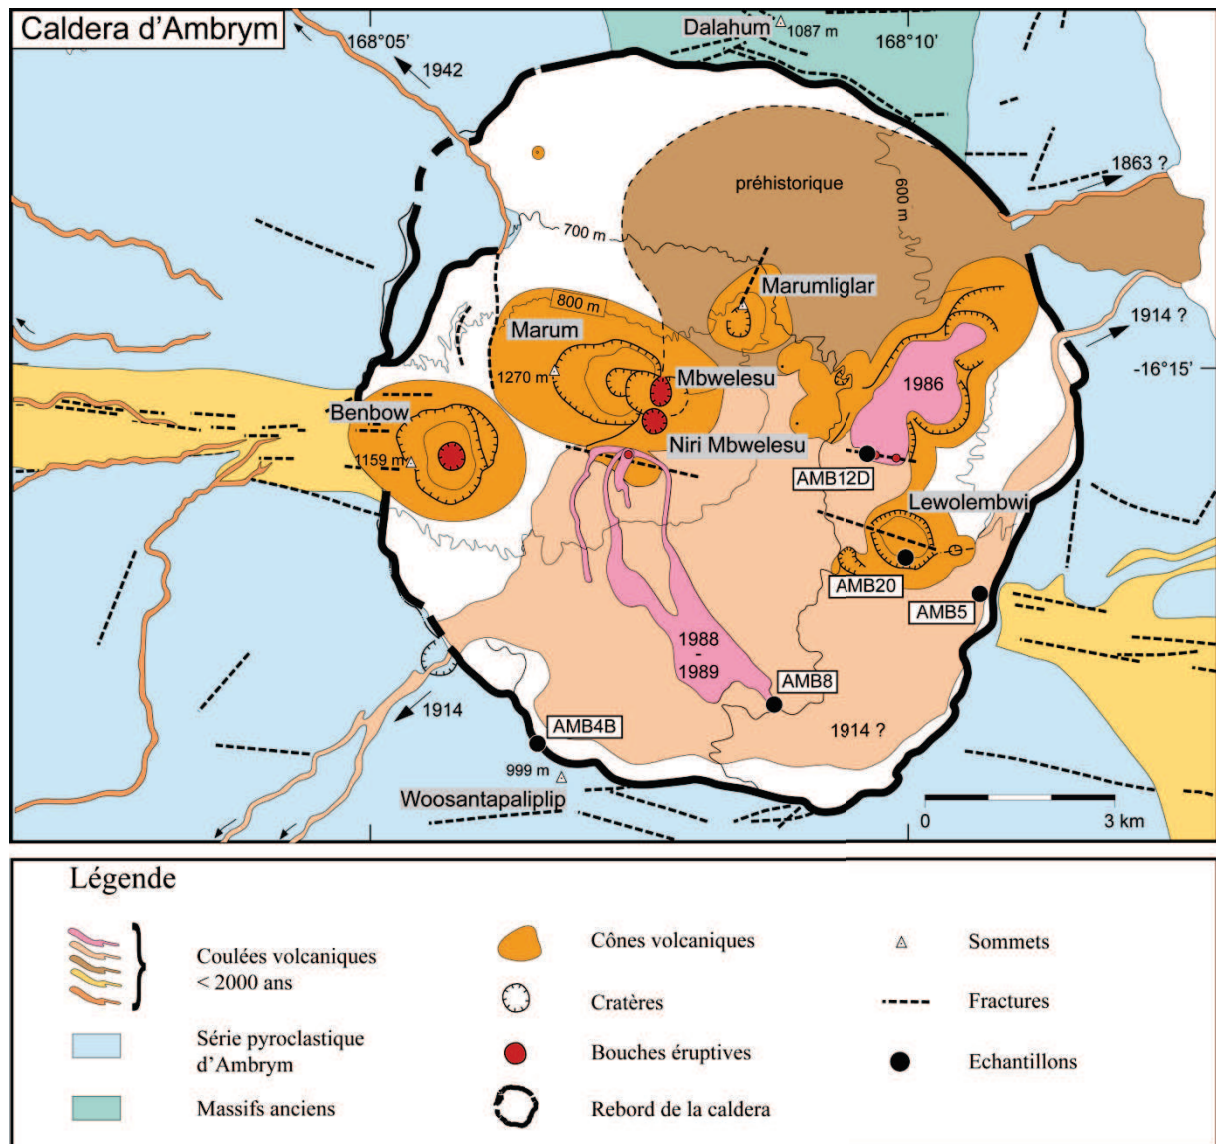 Caldera d'Ambrym
Dalahum
1087 m
168°05'
168°10'
1942
1863 ?
préhistorique
600 m
700 m
Marumliglar
800 m
Marum
1914 ?
1270 m
Mbwelesu
1986
-16°15'
Benbow
Niri Mbwelesu
1159 m
AMB12D
Lewolembwi
AMB20
AMB5
1988
-
1989
AMB8
1914
AMB4B
1914 ?
999 m
Woosantapaliplip
0
3 km
Légende
Coulées volcaniques
< 2000 ans
Cônes volcaniques
Sommets
Cratères
Fractures
Série pyroclastique
d'Ambrym
Bouches éruptives
Echantillons
Massifs anciens
Rebord de la caldera